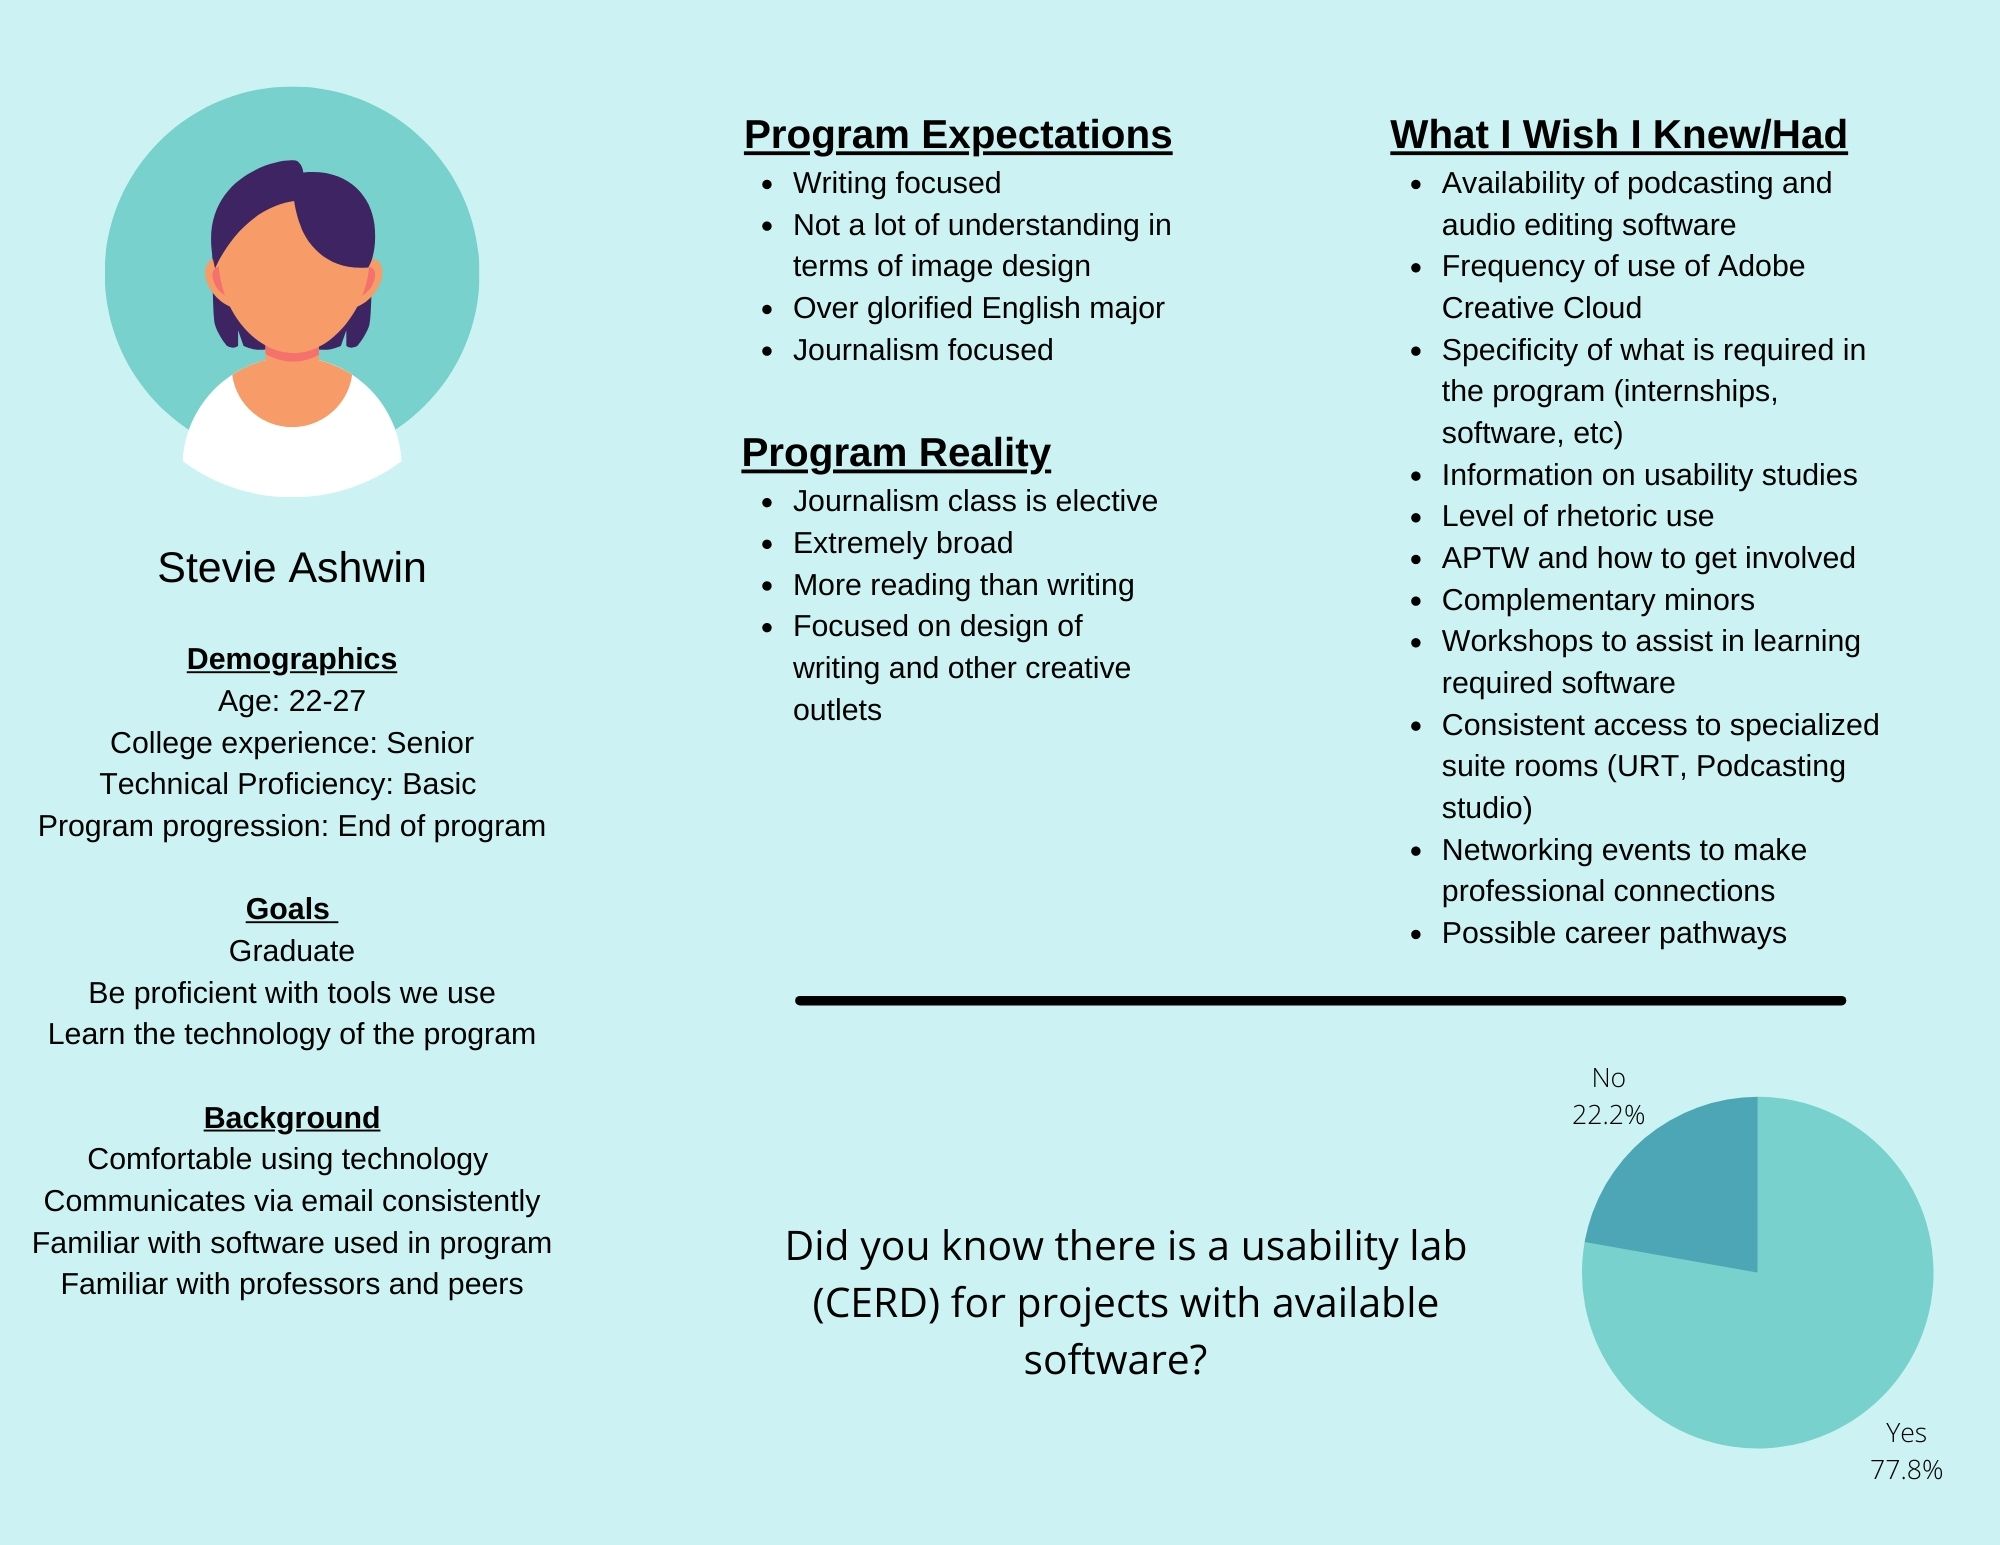 Stevie Ashwin
Demographics
Age: 22-27
College experience: Senior
Technical Proficiency: Basic
Program progression: End of program
Goals
Graduate
Be proficient with tools we use
Learn the technology of the program
Background
Comfortable using technology
Communicates via email consistently
Familiar with software used in program
Familiar with professors and peers
Program Expectations
• Writing focused
• Not a lot of understanding in
terms of image design
• Over glorified English major
• Journalism focused
Program Reality
• Journalism class is elective
• Extremely broad
• More reading than writing
• Focused on design of
writing and other creative
outlets
What I Wish I Knew/Had
• Availability of podcasting and
audio editing software
• Frequency of use of Adobe
Creative Cloud
• Specificity of what is required in
the program (internships,
software, etc)
• Information on usability studies
• Level of rhetoric use
• APTW and how to get involved
• Complementary minors
• Workshops to assist in learning
required software
• Consistent access to specialized
suite rooms (URT, Podcasting
studio)
• Networking events to make
professional connections
• Possible career pathways
Did you know there is a usability lab
(CERD) for projects with available
software?
No
22.2%
Yes
77.8%